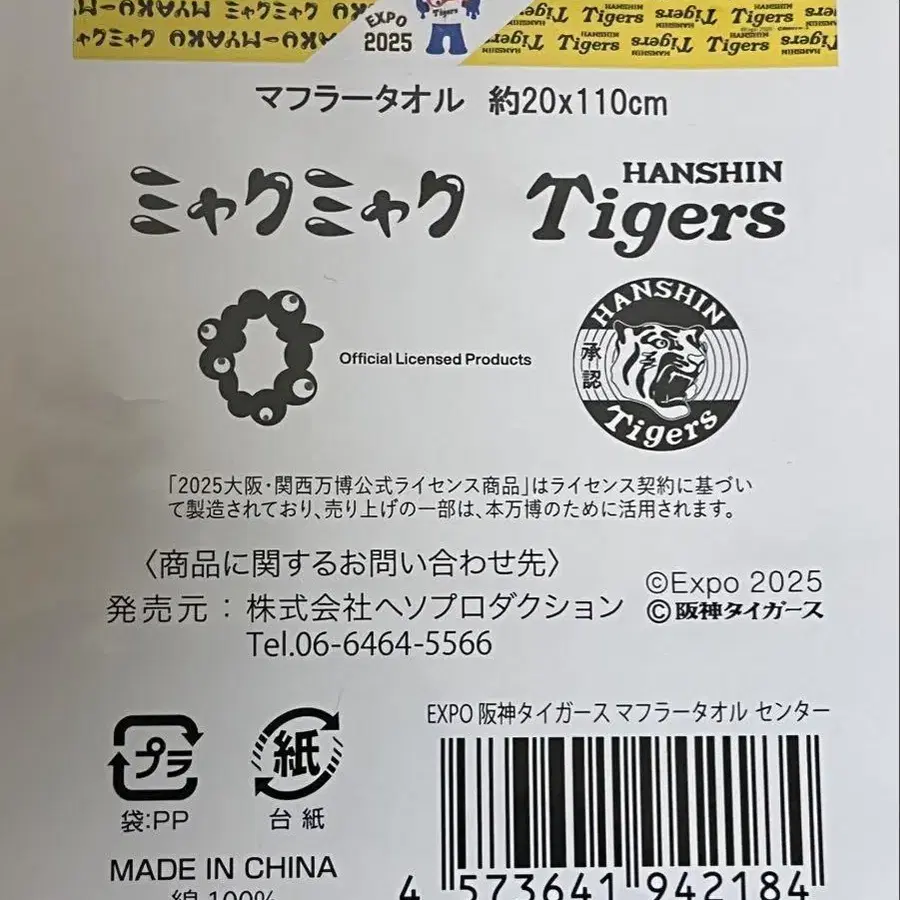 EXPO
2025
Tigers
HANSHIN Tigers
マフラータオル 約20x110cm
ミャクミャク
HANSHIN
Tigers
Official Licensed Products
HANSHIN
承認
Tigers
「2025大阪・関西万博公式ライセンス商品」はライセンス契約に基づい
て製造されており、売り上げの一部は、本万博のために活用されます。
〈商品に関するお問い合わせ先〉
発売元：株式会社ヘソプロダクション
Tel.06-6464-5566
©Expo 2025
©阪神タイガース
EXPO 阪神タイガース マフラータオル センター
プラ
袋:PP
紙
台紙
MADE IN CHINA
綿 100%
4 573641 942184